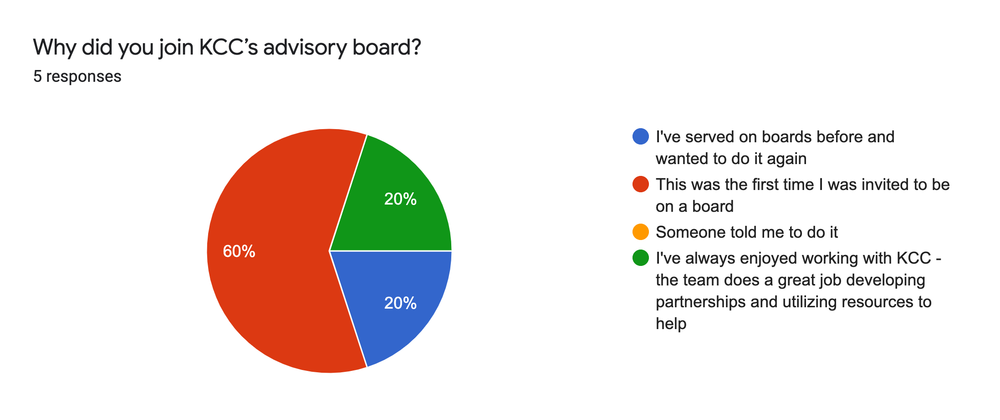 Why did you join KCC’s advisory board?
5 responses
20%
60%
20%
I've served on boards before and
wanted to do it again
This was the first time I was invited to be
on a board
Someone told me to do it
I've always enjoyed working with KCC -
the team does a great job developing
partnerships and utilizing resources to
help